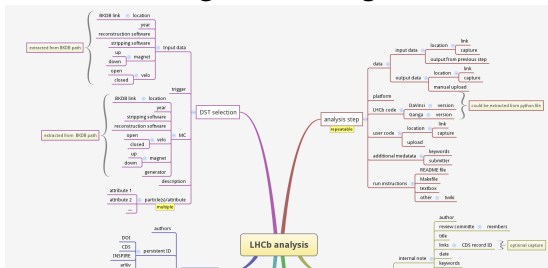 BKDB link location
year
reconstruction software
stripping software
Input data
extracted from BKDB path
up
down
magnet
open
closed
velo
trigger
DST selection
BKDB link location
year
stripping software
reconstruction software
extracted from BKDB path
open
closed
velo
MC
up
down
magnet
generator
description
attribute 1
attribute 2
...
particle(s)/attribute
multiple
authors
DOI
CDS
INSPIRE
arXiv
persistent ID
LHCb analysis
analysis step
repeatable
data
input data
location
link
capture
output from previous step
output data
location
link
capture
manual upload
platform
LHCb code
DaVinci version
Ganga version
could be extracted from python file
user code
location
link
capture
upload
additional metadata
keywords
submitter
run instructions
README file
Makefile
textbox
other twiki
internal note
author
review committe members
title
links CDS record ID
optional capture
date
keywords